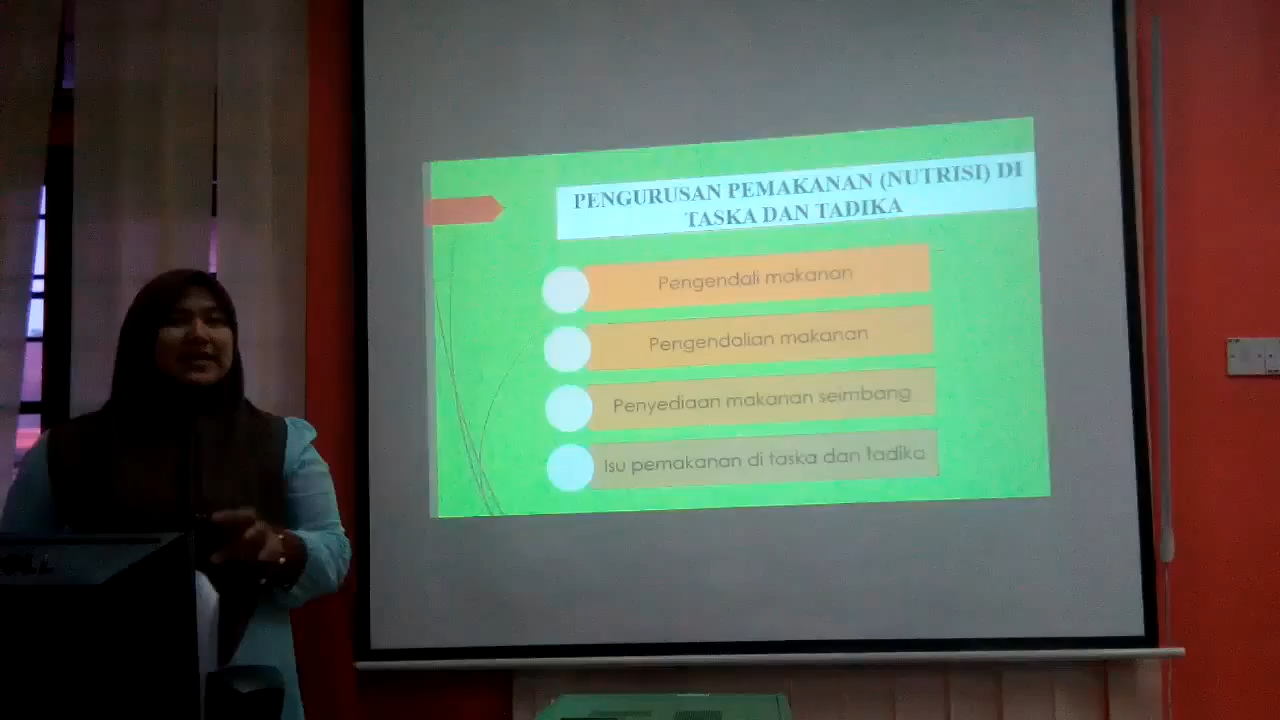 PENGURUSAN PEMAKANAN (NUTRISI) DI
TASKA DAN TADIKA
Pengendali makanan
Pengendalian makanan
Penyediaan makanan seimbang
Isu pemakanan di taska dan tadika